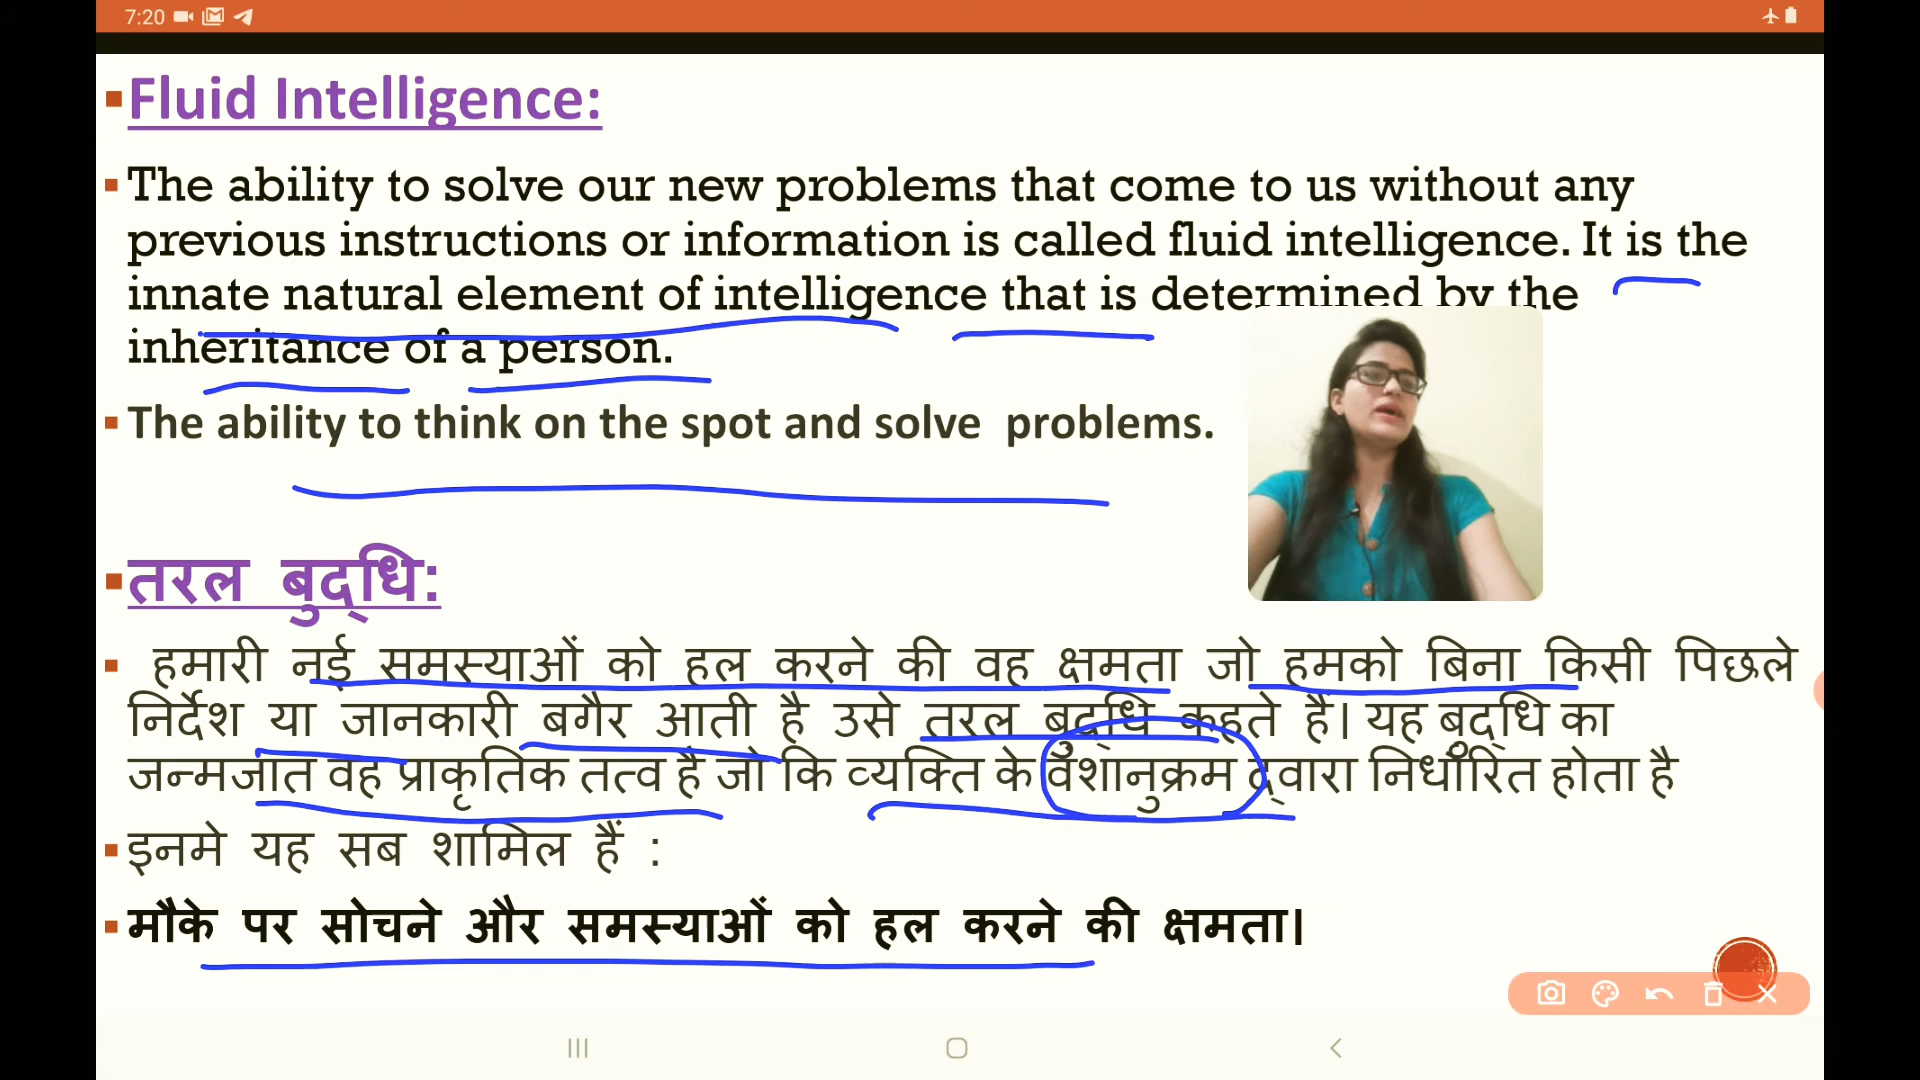 7:20
Fluid Intelligence:
The ability to solve our new problems that come to us without any
previous instructions or information is called fluid intelligence. It is the
innate natural element of intelligence that is determined by the
inheritance of a person.
The ability to think on the spot and solve problems.
तरल बुद्धि:
हमारी नई समस्याओं को हल करने की वह क्षमता जो हमको बिना किसी पिछले
निर्देश या जानकारी बगैर आती है उसे तरल बुद्धि कहते है। यह बुद्धि का
जन्मजात वह प्राकृतिक तत्व है जो कि व्यक्ति के वंशानुक्रम द्वारा निर्धारित होता है
इनमे यह सब शामिल हैं :
मौके पर सोचने और समस्याओं को हल करने की क्षमता।